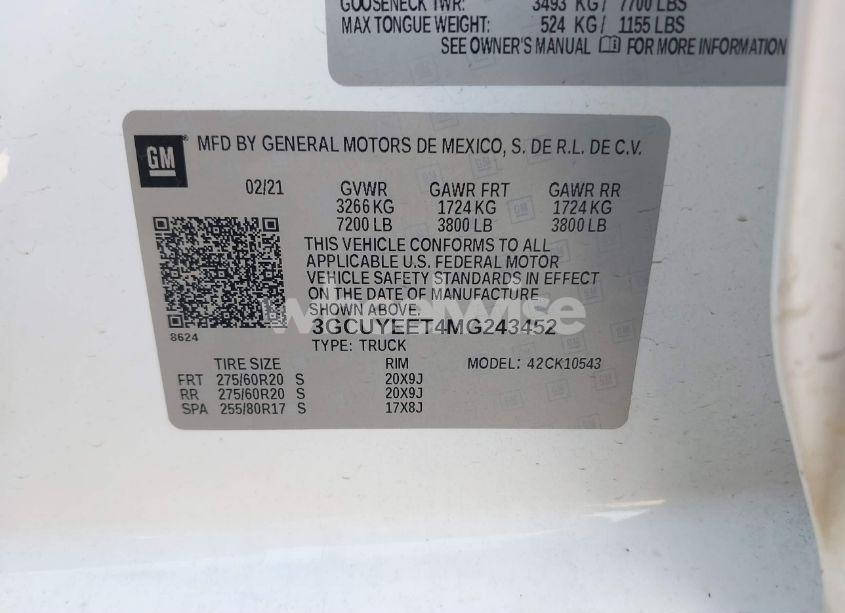 GOOSENECK TWR: 3493 KG / 7700 LBS
MAX TONGUE WEIGHT: 524 KG / 1155 LBS
SEE OWNER'S MANUAL FOR MORE INFORMATION
GM
MFD BY GENERAL MOTORS DE MEXICO, S. DE R.L. DE C.V.
02/21 GVWR GAWR FRT GAWR RR
3266 KG 1724 KG 1724 KG
7200 LB 3800 LB 3800 LB
THIS VEHICLE CONFORMS TO ALL
APPLICABLE U.S. FEDERAL MOTOR
VEHICLE SAFETY STANDARDS IN EFFECT
ON THE DATE OF MANUFACTURE
SHOWN ABOVE.
wheelwise
3GCUYEET4MG243452
8624
TYPE: TRUCK
TIRE SIZE RIM MODEL: 42CK10543
FRT 275/60R20 S 20X9J
RR 275/60R20 S 20X9J
SPA 255/80R17 S 17X8J